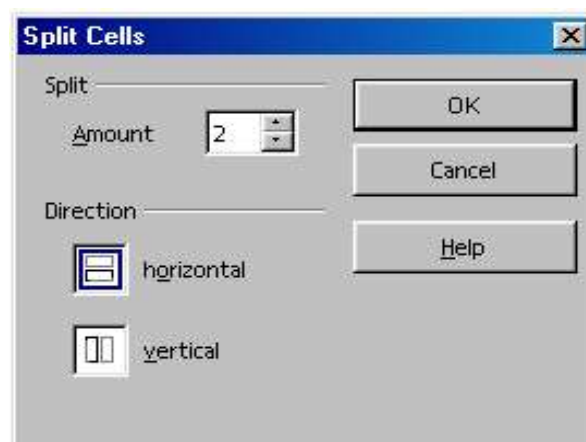 Split Cells
Split
Amount 2
OK
Cancel
Direction
Help
horizontal
vertical